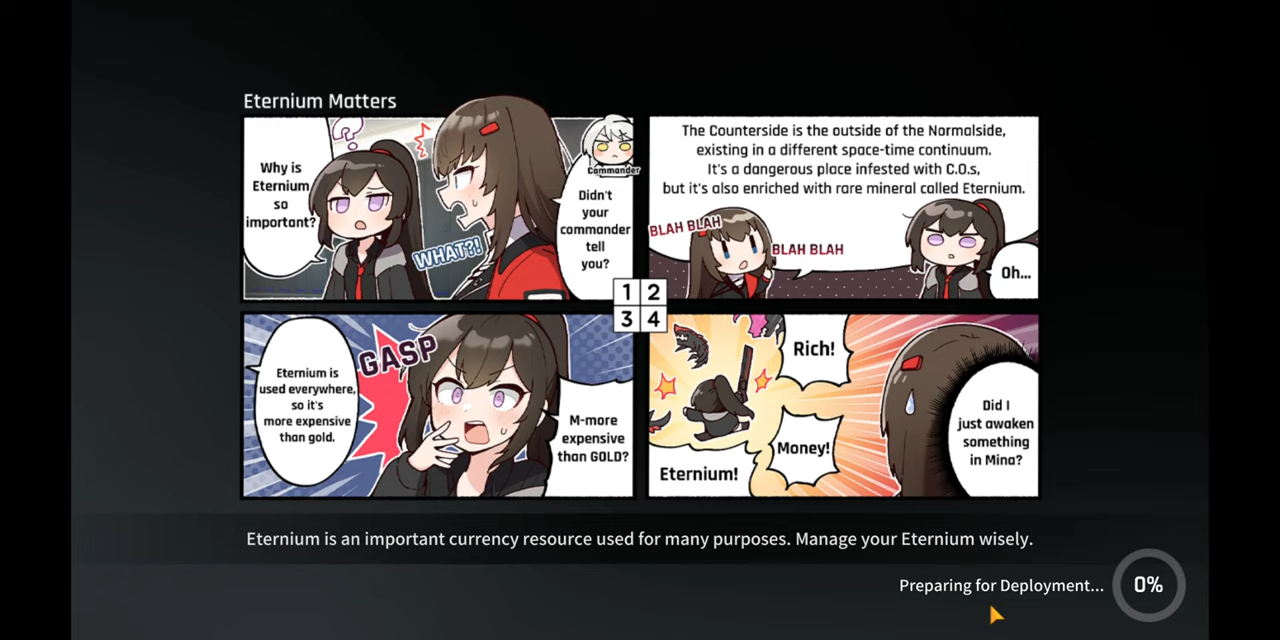 Eternium Matters
Why is
Eternium
so
important?
?
WHAT?!
Commander
Didn't
your
commander
tell
you?
The Counterside is the outside of the Normalside,
existing in a different space-time continuum.
It's a dangerous place infested with C.O.s,
but it's also enriched with rare mineral called Eternium.
BLAH BLAH
BLAH BLAH
Oh...
1 2
3 4
Eternium is
used everywhere,
so it's
more expensive
than gold.
GASP
M-more
expensive
than GOLD?
Rich!
Money!
Eternium!
Did I
just awaken
something
in Mina?
Eternium is an important currency resource used for many purposes. Manage your Eternium wisely.
Preparing for Deployment...
0%